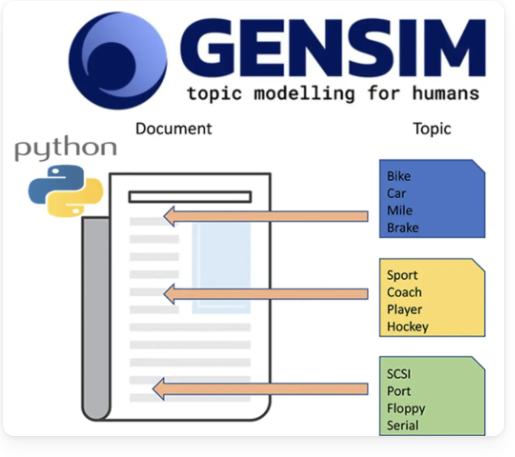 GENSIM
topic modelling for humans
Document
Topic
python
Bike
Car
Mile
Brake
Sport
Coach
Player
Hockey
SCSI
Port
Floppy
Serial